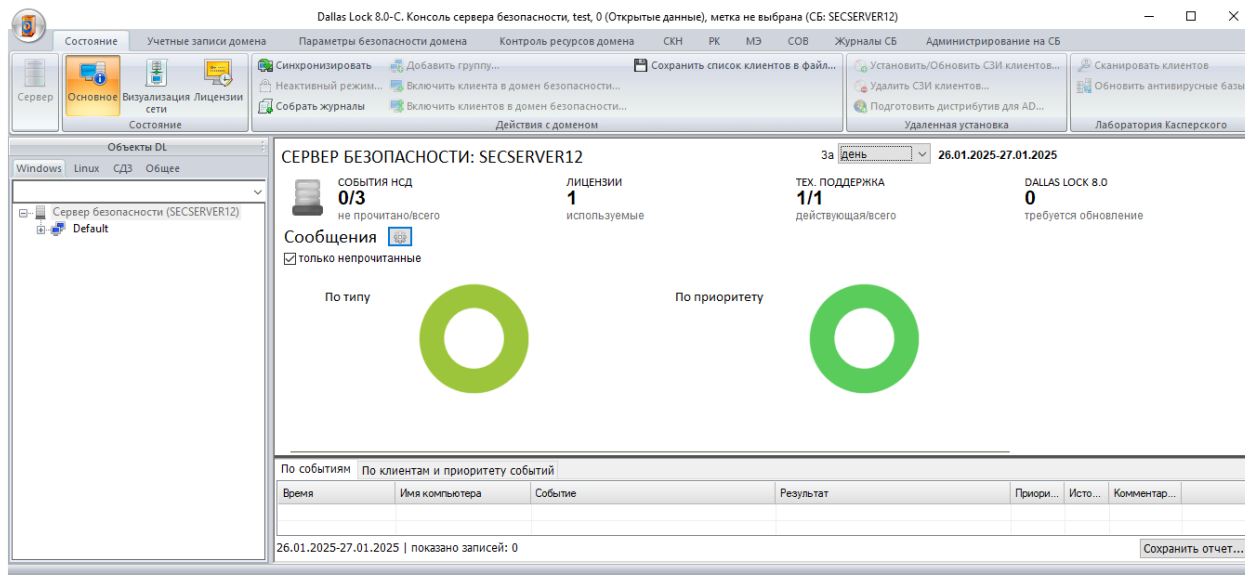 Dallas Lock 8.0-C. Консоль сервера безопасности, test, 0 (Открытые данные), метка не выбрана (СБ: SECSERVER12)
Состояние Учетные записи домена Параметры безопасности домена Контроль ресурсов домена СКН РК МЭ СОВ Журналы СБ Администрирование на СБ
Сервер
Основное
Визуализация сети
Лицензии
Состояние
Синхронизировать
Неактивный режим...
Собрать журналы
Добавить группу...
Включить клиента в домен безопасности...
Включить клиентов в домен безопасности...
Сохранить список клиентов в файл...
Действия с доменом
Установить/Обновить СЗИ клиентов...
Удалить СЗИ клиентов...
Подготовить дистрибутив для AD...
Удаленная установка
Сканировать клиентов
Обновить антивирусные базы
Лаборатория Касперского
Объекты DL
Windows Linux СДЗ Общее
Сервер безопасности (SECSERVER12)
Default
СЕРВЕР БЕЗОПАСНОСТИ: SECSERVER12
За день 26.01.2025-27.01.2025
СОБЫТИЯ НСД
0/3
не прочитано/всего
ЛИЦЕНЗИИ
1
используемые
ТЕХ. ПОДДЕРЖКА
1/1
действующая/всего
DALLAS LOCK 8.0
0
требуется обновление
Сообщения
только непрочитанные
По типу
По приоритету
По событиям По клиентам и приоритету событий
Время Имя компьютера Событие Результат Приори... Исто... Комментар...
26.01.2025-27.01.2025 | показано записей: 0
Сохранить отчет...